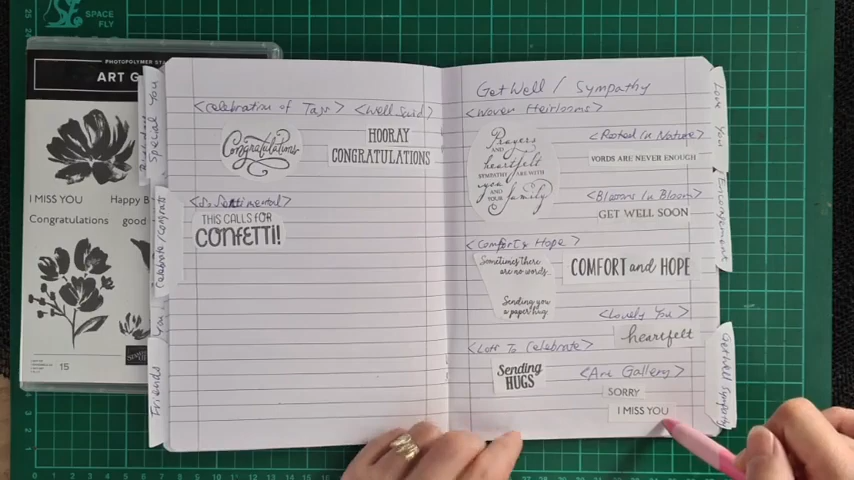 SPACE
FLY
PHOTOPOLYMER
ART
I MISS YOU
Happy
Congratulations
good
15
Special You
Celebrate/Congrats
You
Friends
<Celebration of Tags>
Congratulations
<Well Said>
HOORAY
CONGRATULATIONS
<So Sentimental>
THIS CALLS FOR
CONFETTI!
Get Well / Sympathy
<Woven Heirlooms>
Prayers
AND
heartfelt
SYMPATHY ARE WITH
you
AND
YOUR family
<Rooted In Nature>
WORDS ARE NEVER ENOUGH
<Blossoms In Bloom>
GET WELL SOON
<Comfort & Hope>
Sometimes there
are no words...
Sending you
a paper hug.
COMFORT and HOPE
<Lovely You>
heartfelt
<Lots To Celebrate>
Sending
HUGS
<Art Gallery>
SORRY
I MISS YOU
Love You
Encouragement
Get Well Sympathy